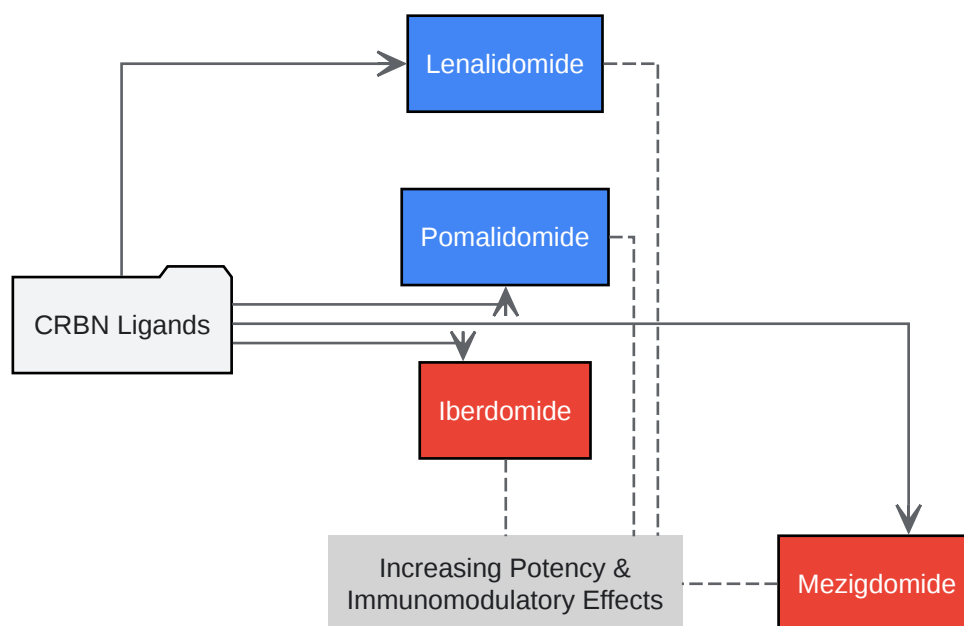 Lenalidomide
Pomalidomide
CRBN Ligands
Iberdomide
Increasing Potency &
Immunomodulatory Effects
Mezigdomide